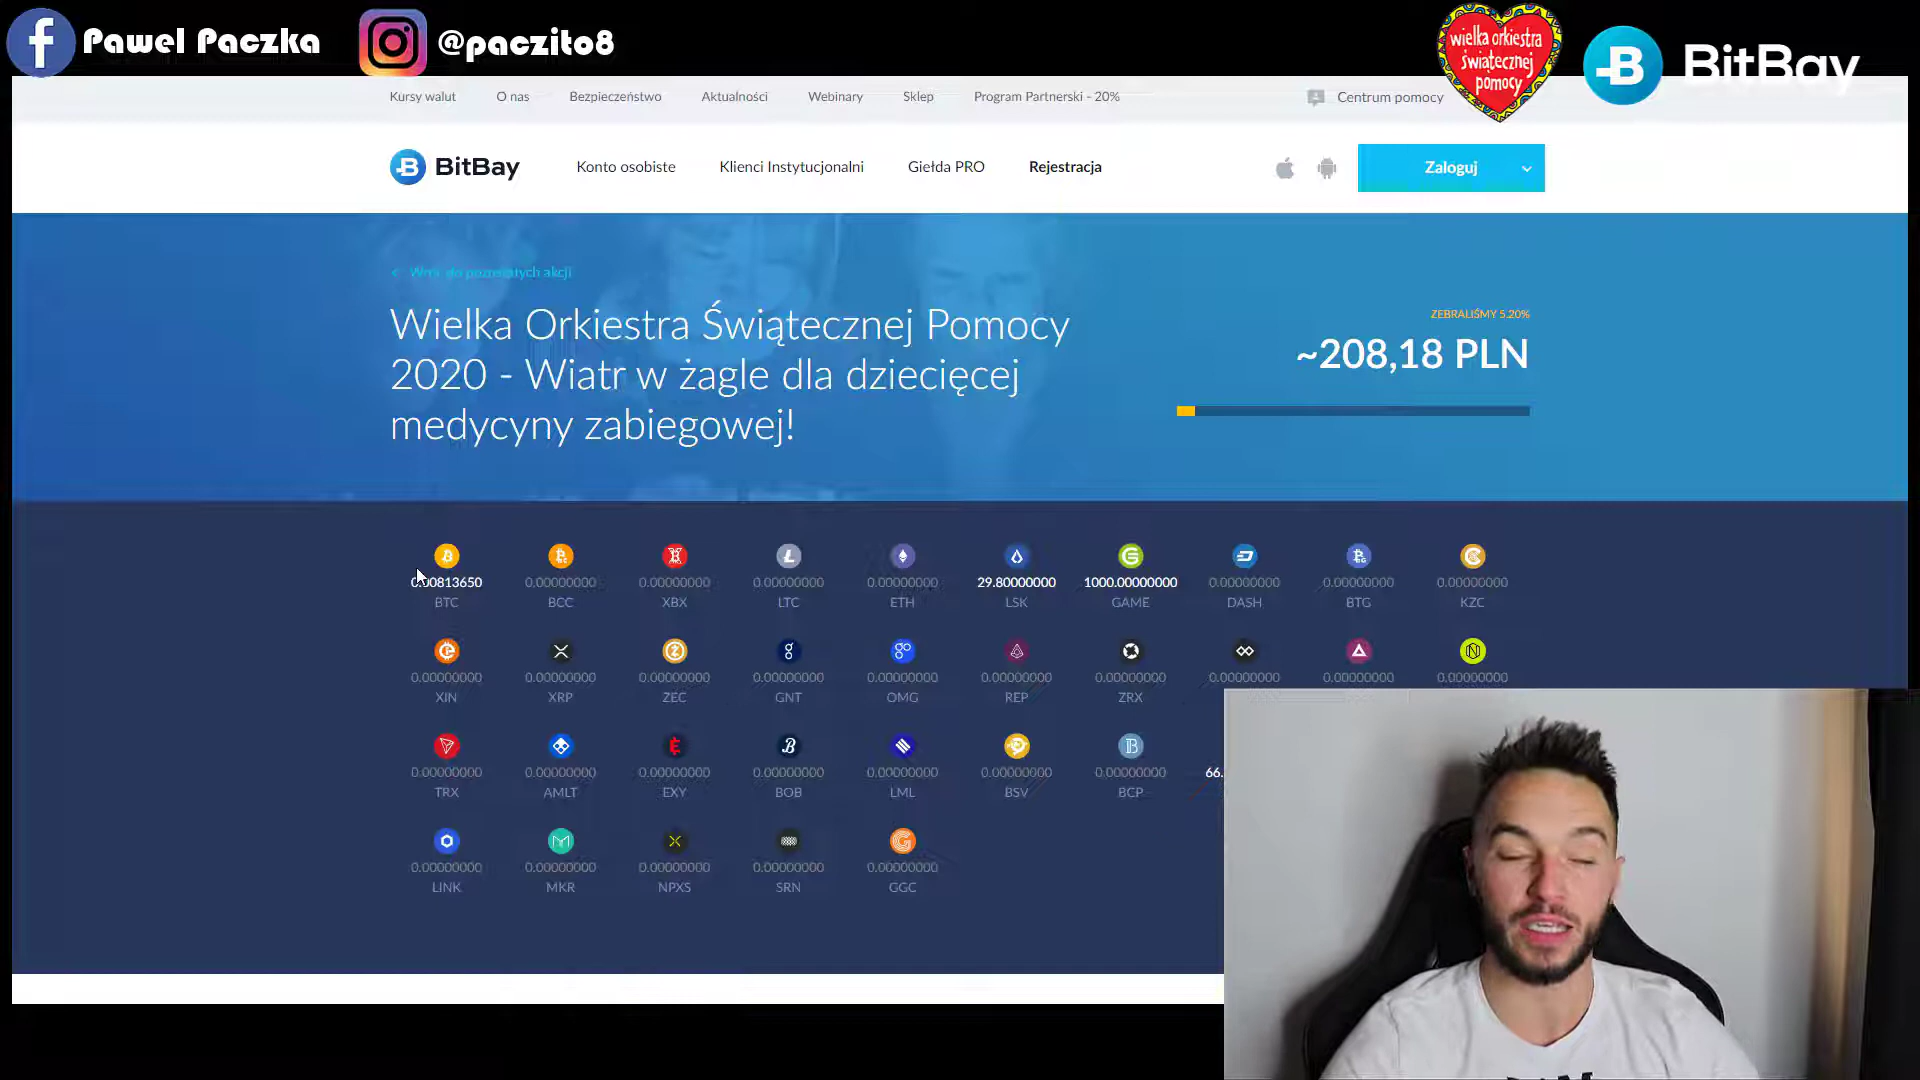 Pawel Paczka
@paczito8
wielka orkiestra
świątecznej
pomocy
BitBay
Kursy walut O nas Bezpieczeństwo Aktualności Webinary Sklep Program Partnerski - 20% Centrum pomocy
BitBay Konto osobiste Klienci Instytucjonalni Giełda PRO Rejestracja Zaloguj
Wróć do pozostałych akcji
Wielka Orkiestra Świątecznej Pomocy
2020 - Wiatr w żagle dla dziecięcej
medycyny zabiegowej!
ZEBRALIŚMY 5.20%
~208,18 PLN
0.00813650 0.00000000 0.00000000 0.00000000 0.00000000 29.80000000 1000.00000000 0.00000000 0.00000000 0.00000000
BTC BCC XBX LTC ETH LSK GAME DASH BTG KZC
0.00000000 0.00000000 0.00000000 0.00000000 0.00000000 0.00000000 0.00000000 0.00000000 0.00000000 0.00000000
XIN XRP ZEC GNT OMG REP ZRX
0.00000000 0.00000000 0.00000000 0.00000000 0.00000000 0.00000000 0.00000000 66.
TRX AMLT EXY BOB LML BSV BCP
0.00000000 0.00000000 0.00000000 0.00000000 0.00000000
LINK MKR NPXS SRN GGC